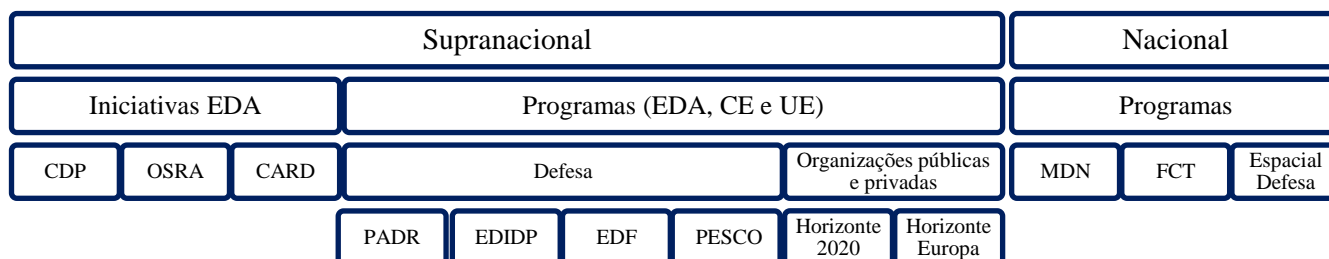 Supranacional
Nacional
Iniciativas EDA
Programas (EDA, CE e UE)
Programas
CDP
OSRA
CARD
Defesa
Organizações públicas
e privadas
MDN
FCT
Espacial
Defesa
PADR
EDIDP
EDF
PESCO
Horizonte
2020
Horizonte
Europa